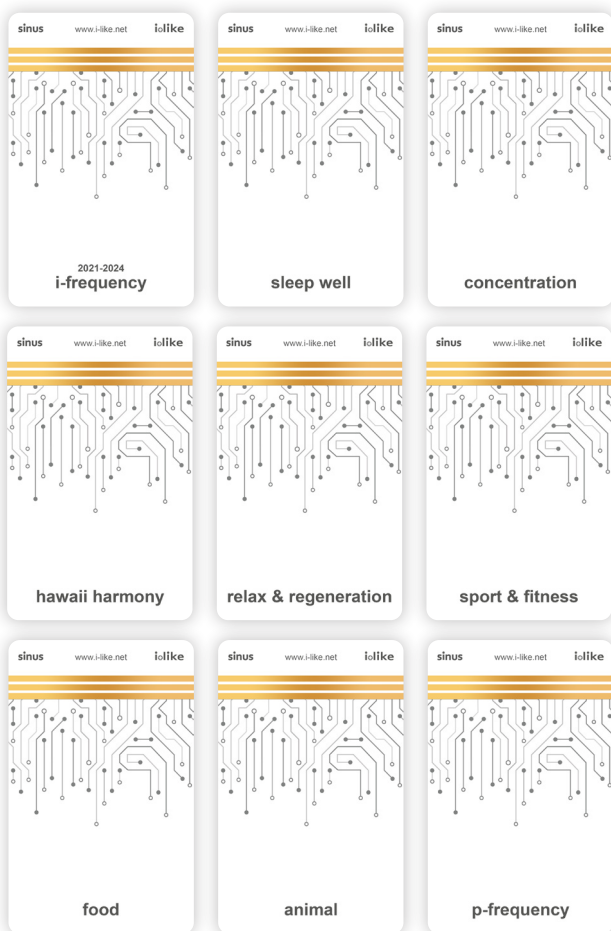 sinus www.i-like.net i like
2021-2024
i-frequency
sinus www.i-like.net i like
sleep well
sinus www.i-like.net i like
concentration
sinus www.i-like.net i like
hawaii harmony
sinus www.i-like.net i like
relax & regeneration
sinus www.i-like.net i like
sport & fitness
sinus www.i-like.net i like
food
sinus www.i-like.net i like
animal
sinus www.i-like.net i like
p-frequency